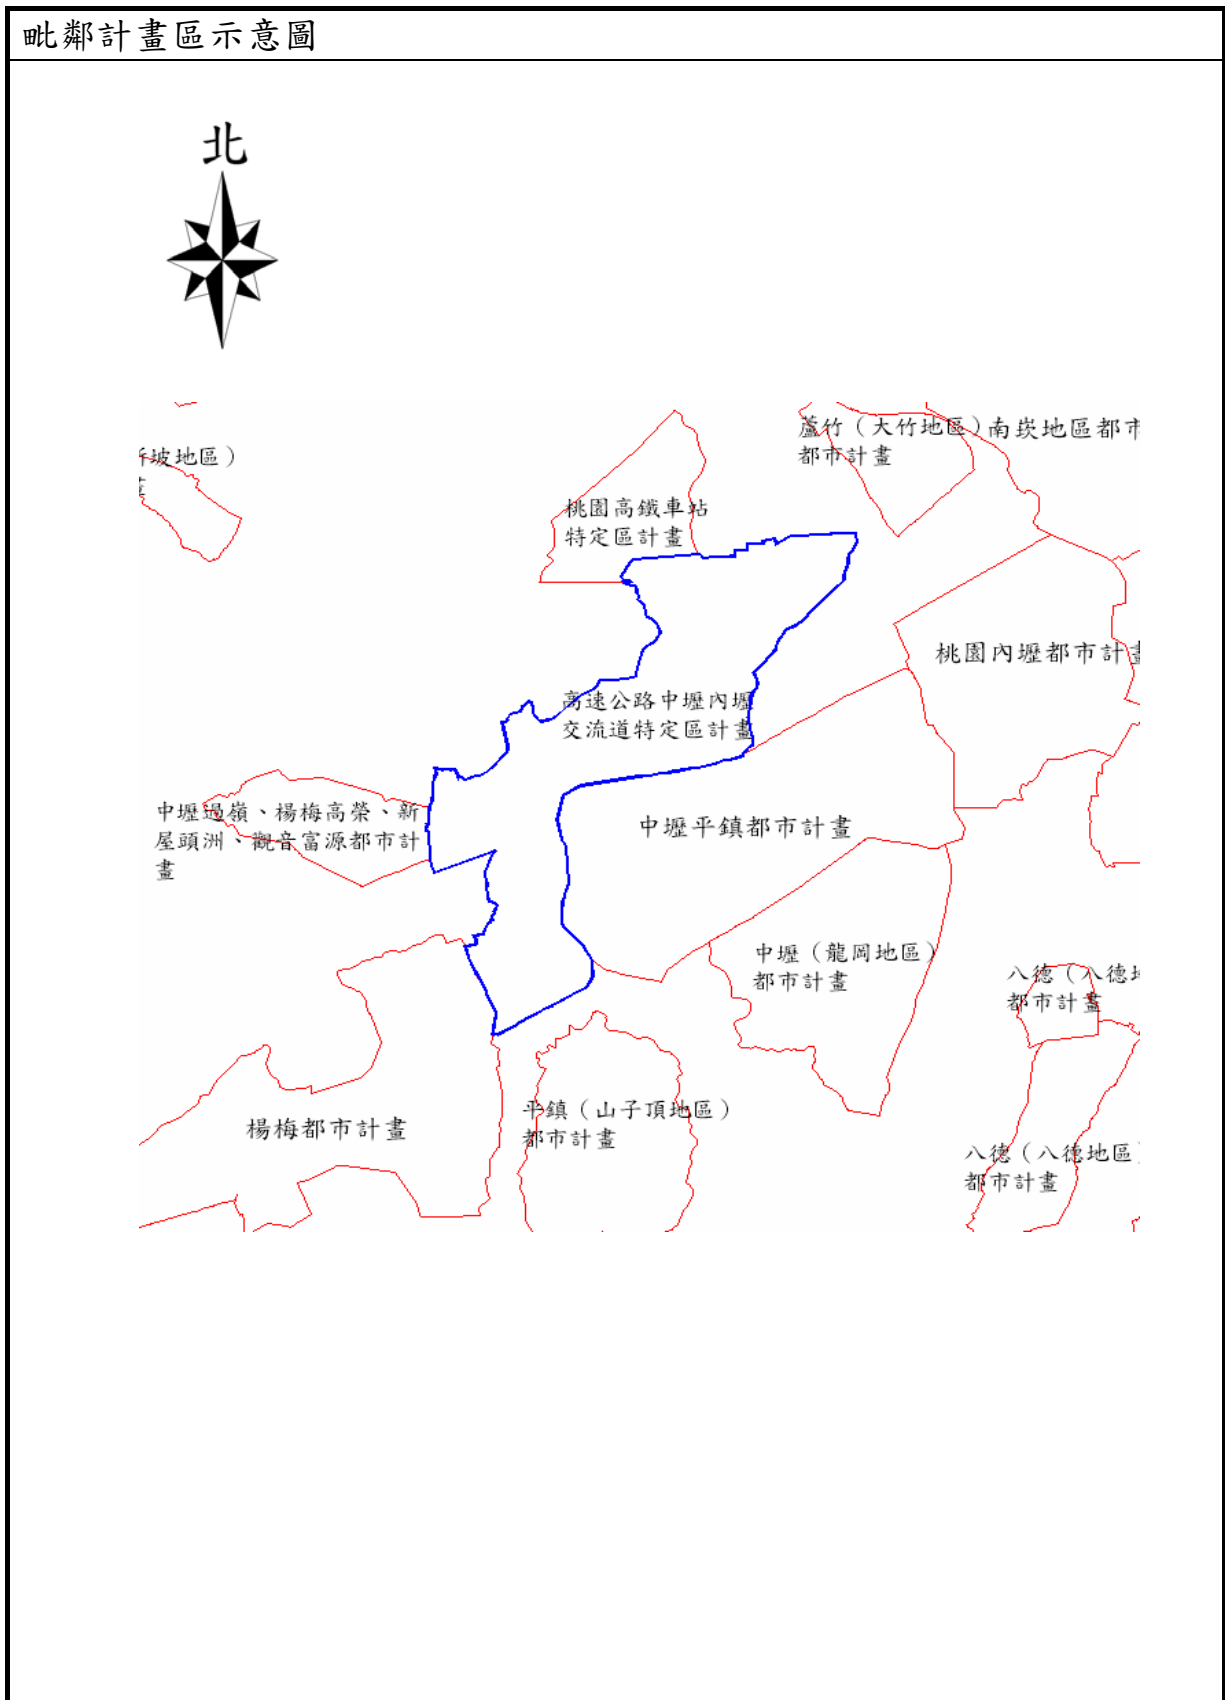 毗鄰計畫區示意圖
北
蘆竹（大竹地區）
都市計畫
南崁地區都市
坡地區）
桃園高鐵車站
特定區計畫
桃園內壢都市計畫
高速公路中壢內壢
交流道特定區計畫
中壢過嶺、楊梅高榮、新
屋頭洲、觀音富源都市計
畫
中壢平鎮都市計畫
中壢（龍岡地區）
都市計畫
八德（八德地
都市計畫
楊梅都市計畫
平鎮（山子頂地區）
都市計畫
八德（八德地區
都市計畫